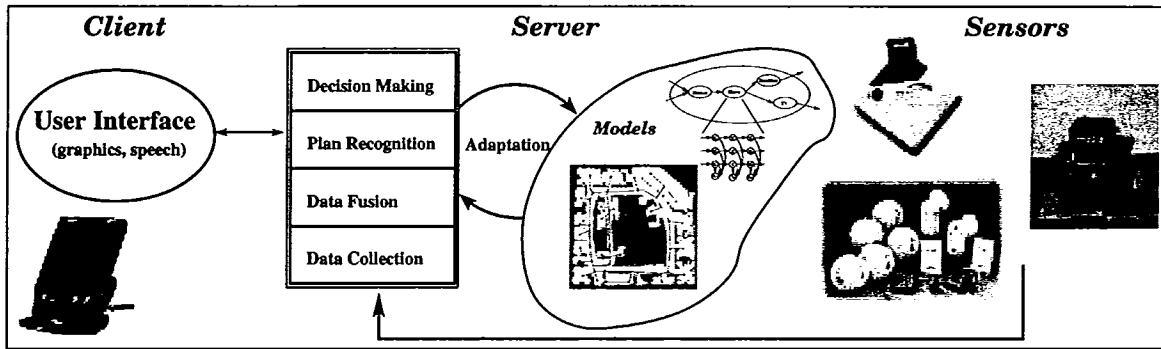 Client
Server
Sensors
User Interface
(graphics, speech)
Decision Making
Plan Recognition
Data Fusion
Data Collection
Adaptation
Models